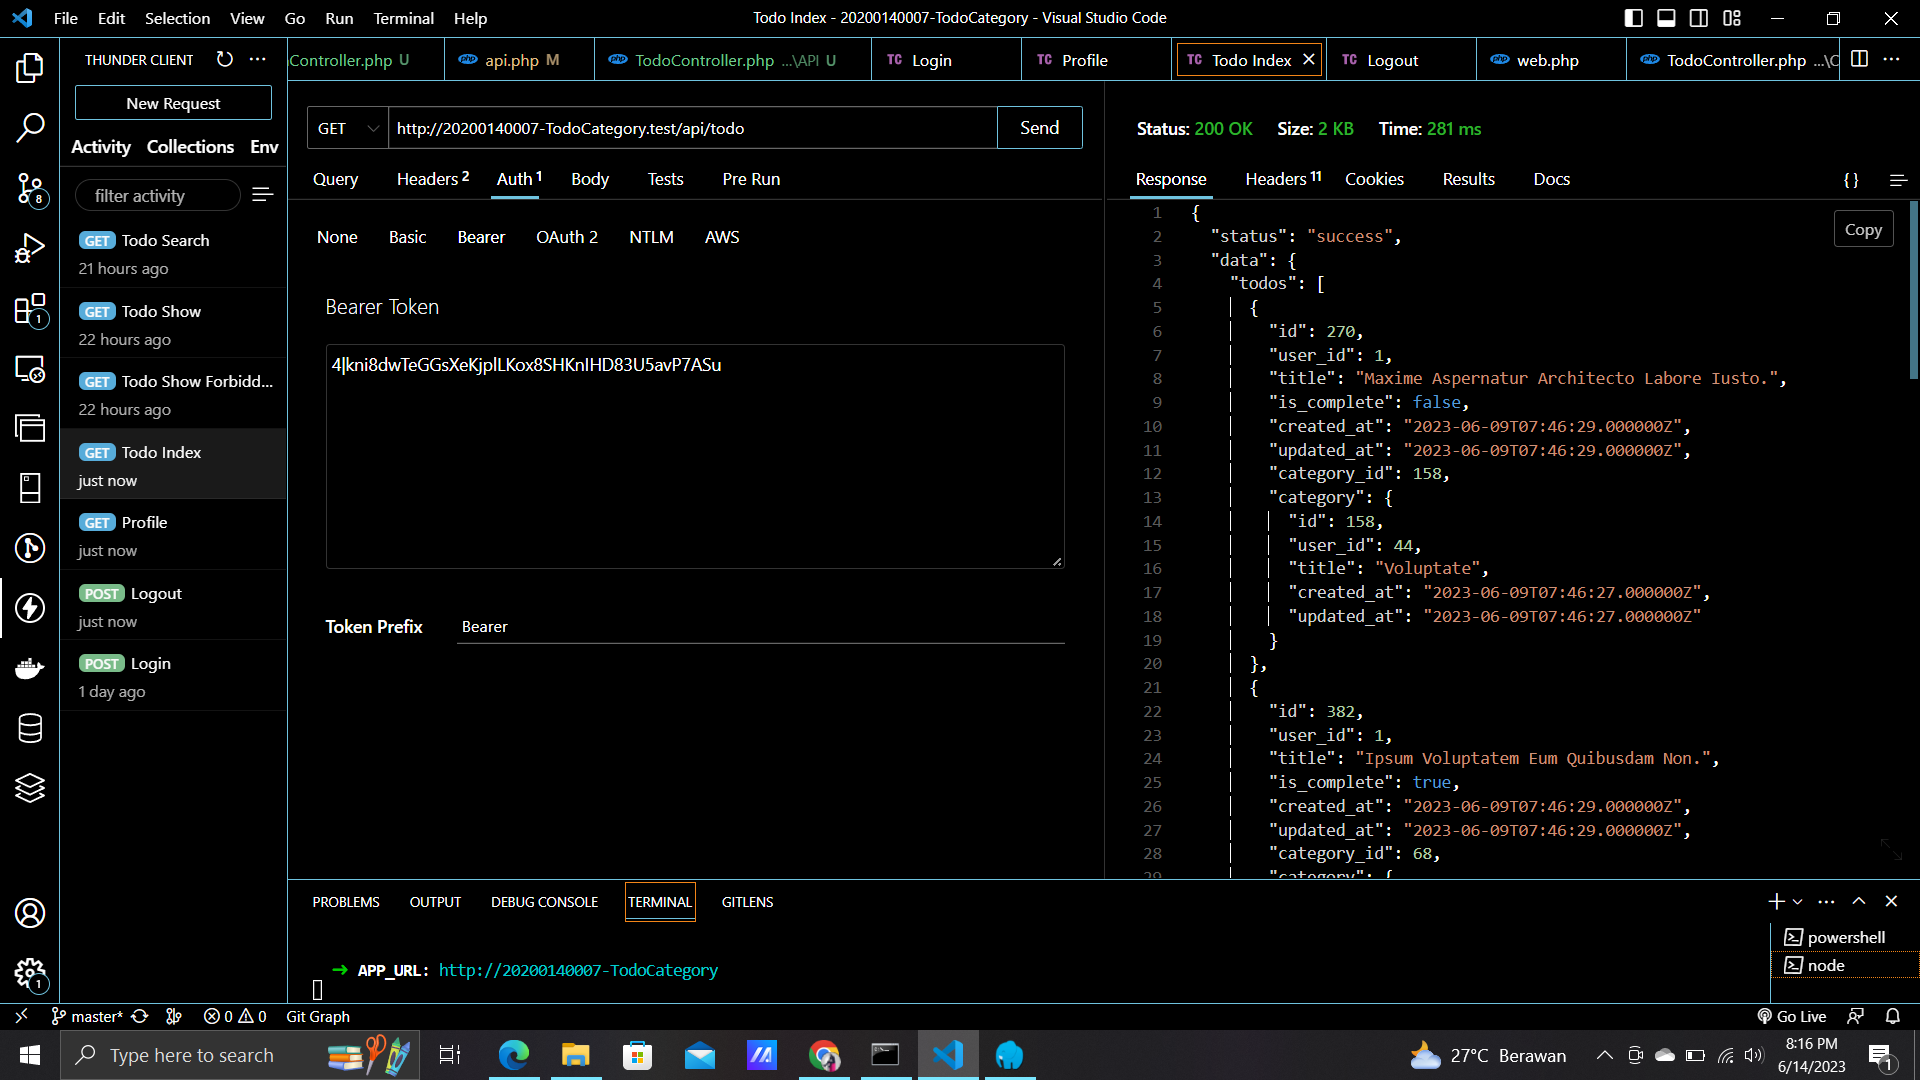 File Edit Selection View Go Run Terminal Help
Todo Index - 20200140007-TodoCategory - Visual Studio Code
THUNDER CLIENT
New Request
Activity Collections Env
filter activity
GET Todo Search
21 hours ago
GET Todo Show
22 hours ago
GET Todo Show Forbidd...
22 hours ago
GET Todo Index
just now
GET Profile
just now
POST Logout
just now
POST Login
1 day ago
8
1
1
Controller.php U
php api.php M
php TodoController.php ...\API U
TC Login
TC Profile
TC Todo Index
TC Logout
php web.php
php TodoController.php ...\C
GET http://20200140007-TodoCategory.test/api/todo Send
Query Headers 2 Auth 1 Body Tests Pre Run
None Basic Bearer OAuth 2 NTLM AWS
Bearer Token
4|kni8dwTeGGsXeKjplLKox8SHKnIHD83U5avP7ASu
Token Prefix Bearer
Status: 200 OK Size: 2 KB Time: 281 ms
Response Headers 11 Cookies Results Docs {}
Copy
1 {
2 "status": "success",
3 "data": {
4 "todos": [
5 {
6 "id": 270,
7 "user_id": 1,
8 "title": "Maxime Aspernatur Architecto Labore Iusto.",
9 "is_complete": false,
10 "created_at": "2023-06-09T07:46:29.000000Z",
11 "updated_at": "2023-06-09T07:46:29.000000Z",
12 "category_id": 158,
13 "category": {
14 "id": 158,
15 "user_id": 44,
16 "title": "Voluptate",
17 "created_at": "2023-06-09T07:46:27.000000Z",
18 "updated_at": "2023-06-09T07:46:27.000000Z"
19 }
20 },
21 {
22 "id": 382,
23 "user_id": 1,
24 "title": "Ipsum Voluptatem Eum Quibusdam Non.",
25 "is_complete": true,
26 "created_at": "2023-06-09T07:46:29.000000Z",
27 "updated_at": "2023-06-09T07:46:29.000000Z",
28 "category_id": 68,
29 "category": {
PROBLEMS OUTPUT DEBUG CONSOLE TERMINAL GITLENS
➜ APP_URL: http://20200140007-TodoCategory
powershell
node
master* 0 0 Git Graph
Go Live
Type here to search
27°C Berawan
8:16 PM
6/14/2023
1